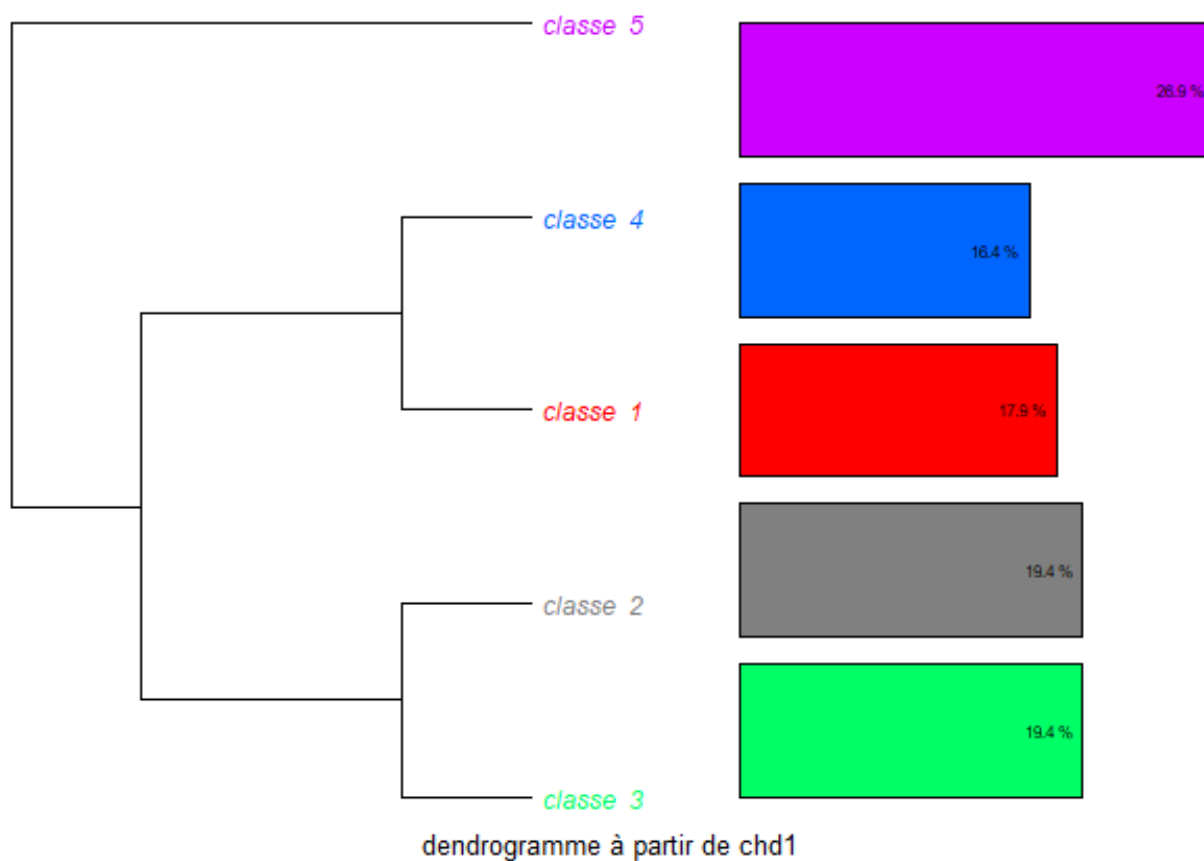 classe 5
26.9 %
classe 4
16.4 %
classe 1
17.9 %
classe 2
19.4 %
classe 3
19.4 %
dendrogramme à partir de chd1